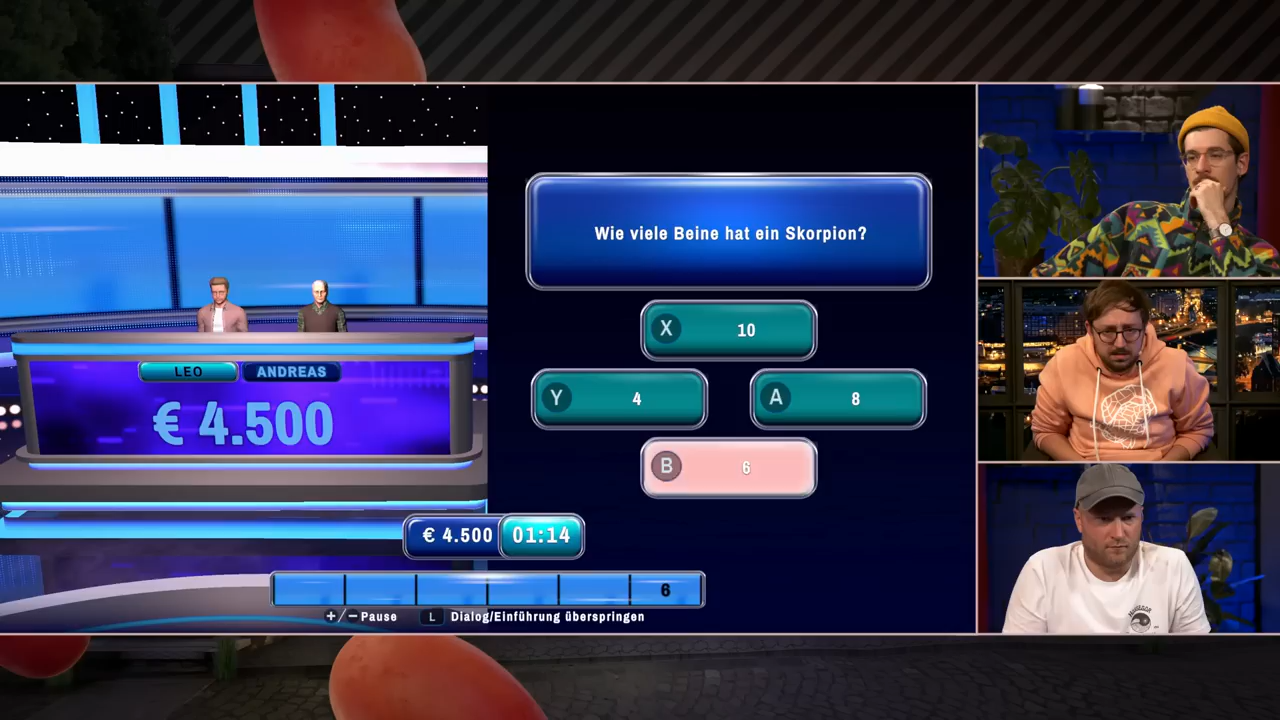 Wie viele Beine hat ein Skorpion?
X 10
Y 4
A 8
B 6
LEO ANDREAS
€ 4.500
€ 4.500 01:14
6
+/- Pause L Dialog/Einführung überspringen